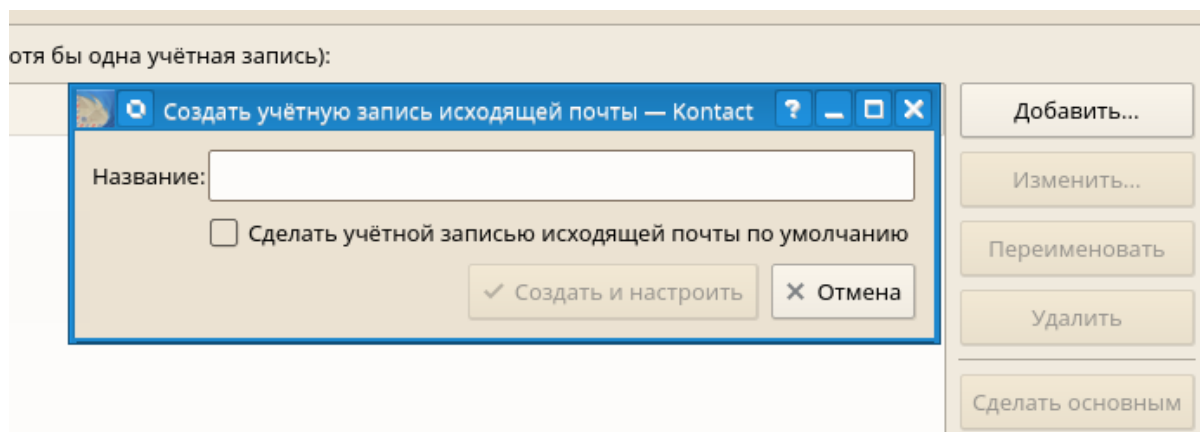 отя бы одна учётная запись):
Создать учётную запись исходящей почты — Kontact
Добавить...
Название:
Изменить...
Сделать учётной записью исходящей почты по умолчанию
Переименовать
Создать и настроить
Отмена
Удалить
Сделать основным